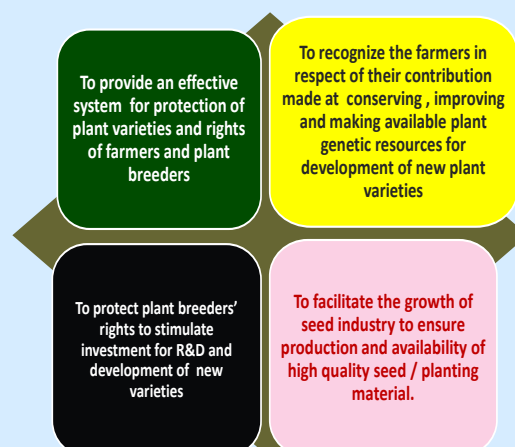 To provide an effective
system for protection of
plant varieties and rights
of farmers and plant
breeders
To recognize the farmers in
respect of their contribution
made at conserving , improving
and making available plant
genetic resources for
development of new plant
varieties
To protect plant breeders'
rights to stimulate
investment for R&D and
development of new
varieties
To facilitate the growth of
seed industry to ensure
production and availability of
high quality seed / planting
material.